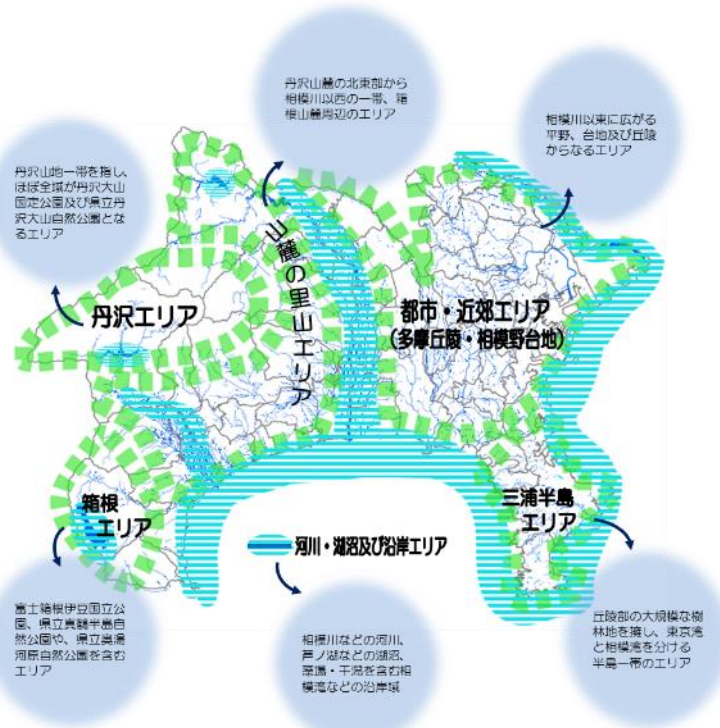 丹沢山麓の北東部から
相模川以西の一帯、箱
根山麓周辺のエリア
相模川以東に広がる
平野、台地及び丘陵
からなるエリア
丹沢山地一帯を指し、
ほぼ全域が丹沢大山
国定公園及び県立丹
沢大山自然公園とな
るエリア
山麓の里山エリア
丹沢エリア
都市・近郊エリア
(多摩丘陵・相模野台地)
箱根
エリア
三浦半島
エリア
河川・湖沼及び沿岸エリア
富士箱根伊豆国立公
園、県立真鶴半島自
然公園や、県立奥湯
河原自然公園を含む
エリア
相模川などの河川、
芦ノ湖などの湖沼、
藻場・干潟を含む相
模湾などの沿岸域
丘陵部の大規模な樹
林地を擁し、東京湾
と相模湾を分ける
半島一帯のエリア